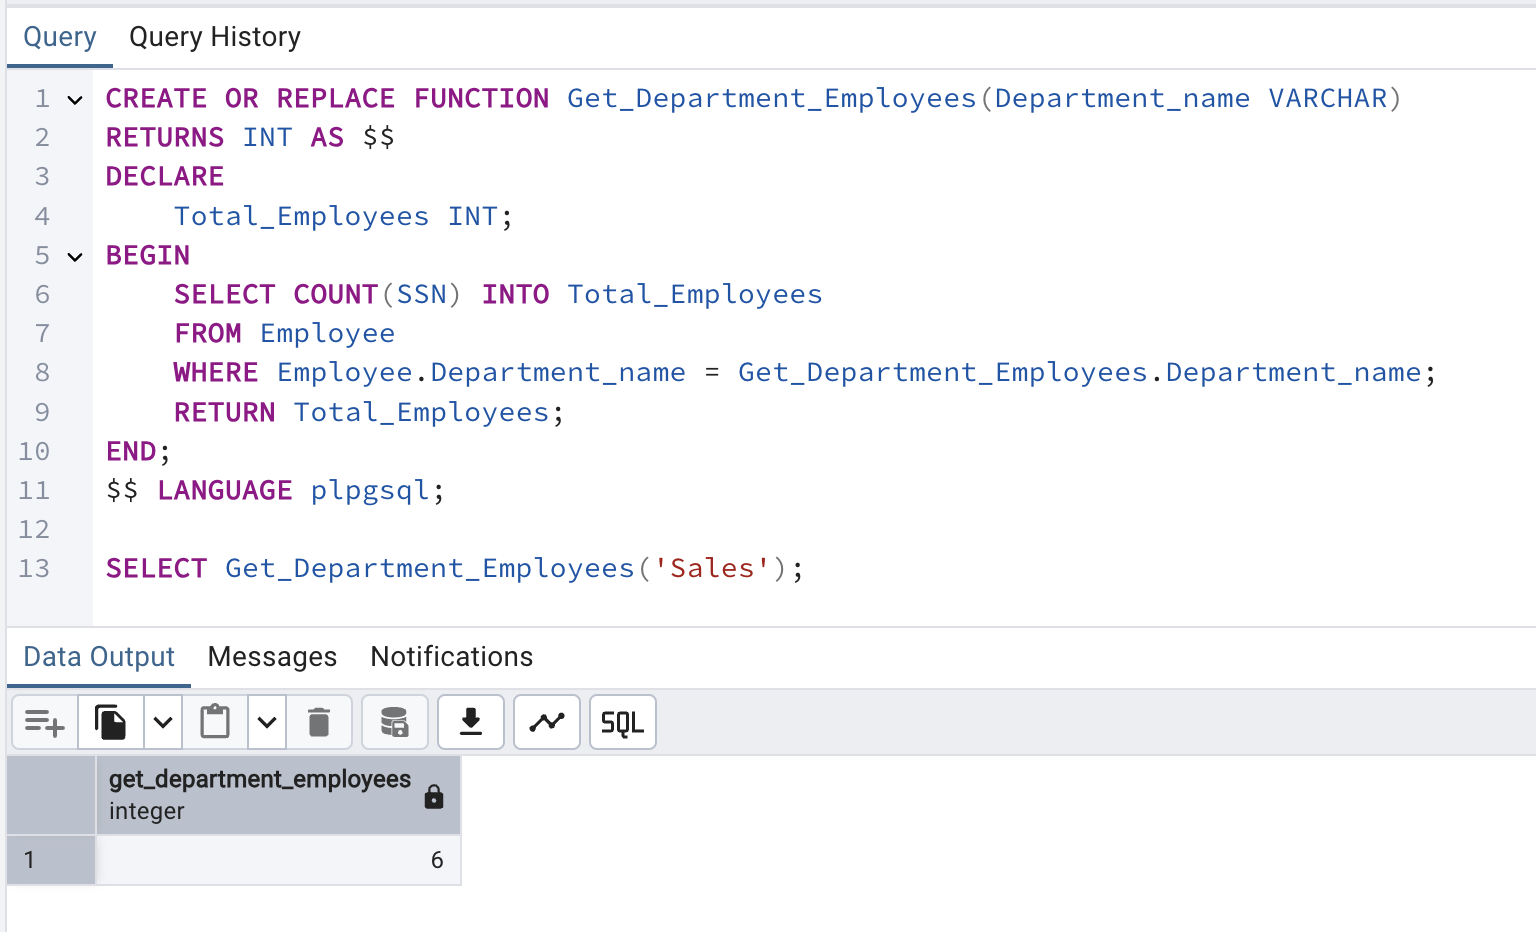 Query Query History
1 CREATE OR REPLACE FUNCTION Get_Department_Employees(Department_name VARCHAR)
2 RETURNS INT AS $$
3 DECLARE
4 Total_Employees INT;
5 BEGIN
6 SELECT COUNT(SSN) INTO Total_Employees
7 FROM Employee
8 WHERE Employee.Department_name = Get_Department_Employees.Department_name;
9 RETURN Total_Employees;
10 END;
11 $$ LANGUAGE plpgsql;
12
13 SELECT Get_Department_Employees('Sales');
Data Output Messages Notifications
SQL
get_department_employees
integer
1 6